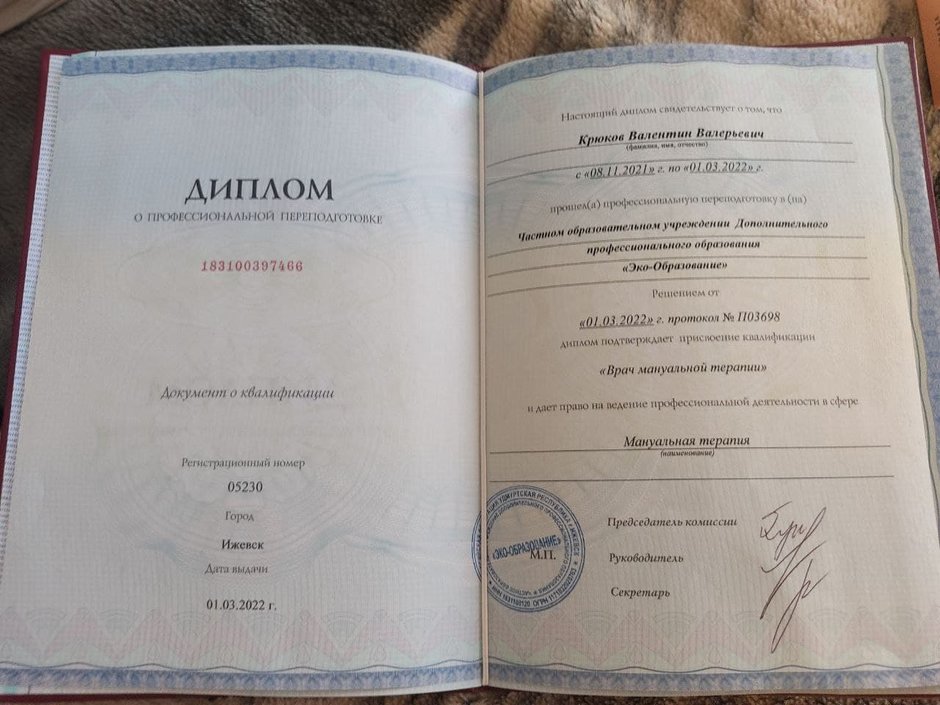 ДИПЛОМ
О ПРОФЕССИОНАЛЬНОЙ ПЕРЕПОДГОТОВКЕ
183100397466
Документ о квалификации
Регистрационный номер
05230
Город
Ижевск
Дата выдачи
01.03.2022 г.
Настоящий диплом свидетельствует о том, что
Крюков Валентин Валерьевич
(фамилия, имя, отчество)
с «08.11.2021» г. по «01.03.2022» г.
прошел(а) профессиональную переподготовку в (на)
Частном образовательном учреждении Дополнительного
профессионального образования
«Эко-Образование»
Решением от
«01.03.2022» г. протокол № П03698
диплом подтверждает присвоение квалификации
«Врач мануальной терапии»
и дает право на ведение профессиональной деятельности в сфере
Мануальная терапия
(наименование)
Председатель комиссии
М.П.
Руководитель
Секретарь
«ЭКО-ОБРАЗОВАНИЕ»